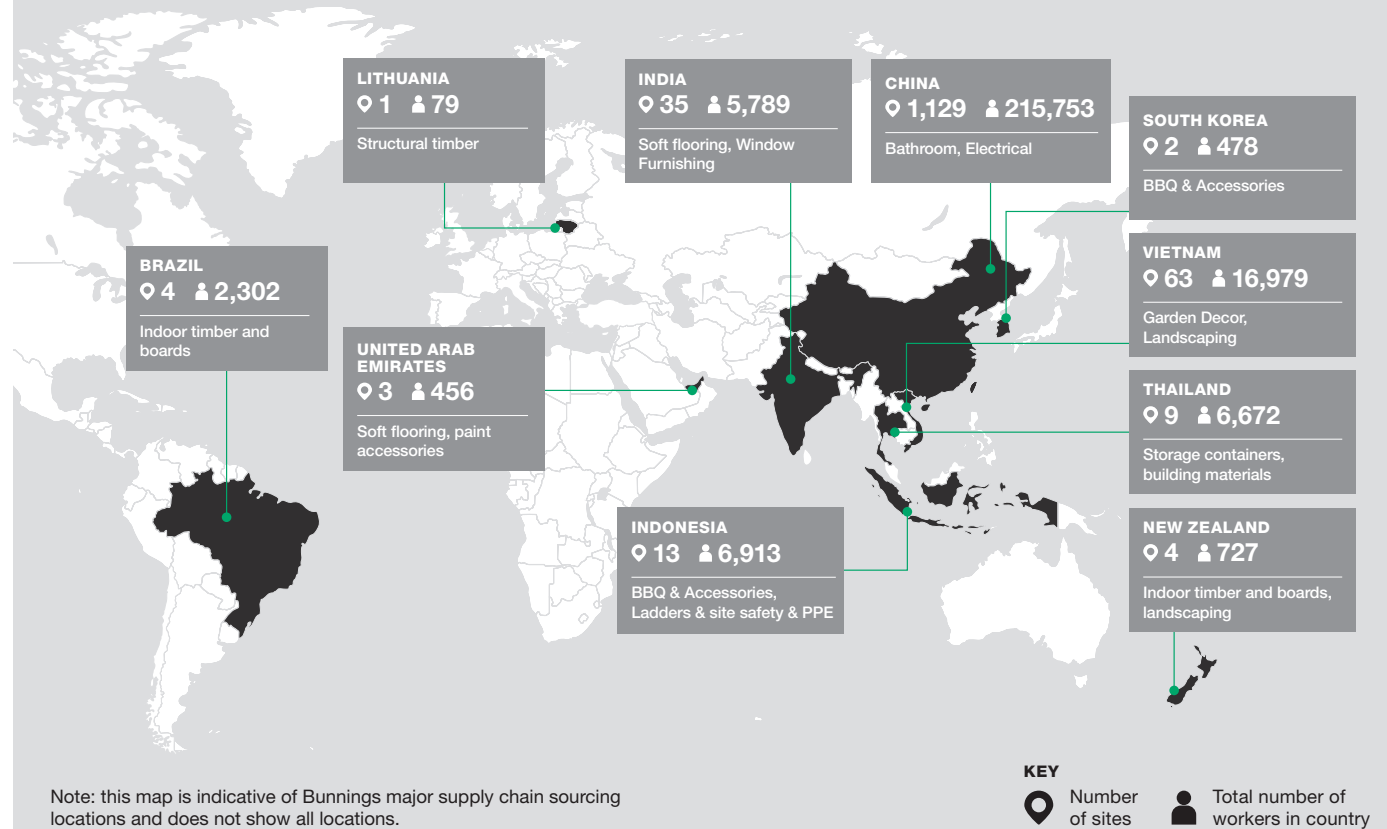 LITHUANIA
1 79
Structural timber
INDIA
35 5,789
Soft flooring, Window
Furnishing
CHINA
1,129 215,753
Bathroom, Electrical
SOUTH KOREA
2 478
BBQ & Accessories
BRAZIL
4 2,302
Indoor timber and
boards
UNITED ARAB
EMIRATES
3 456
Soft flooring, paint
accessories
VIETNAM
63 16,979
Garden Decor,
Landscaping
THAILAND
9 6,672
Storage containers,
building materials
INDONESIA
13 6,913
BBQ & Accessories,
Ladders & site safety & PPE
NEW ZEALAND
4 727
Indoor timber and boards,
landscaping
Note: this map is indicative of Bunnings major supply chain sourcing
locations and does not show all locations.
KEY
Number
of sites
Total number of
workers in country